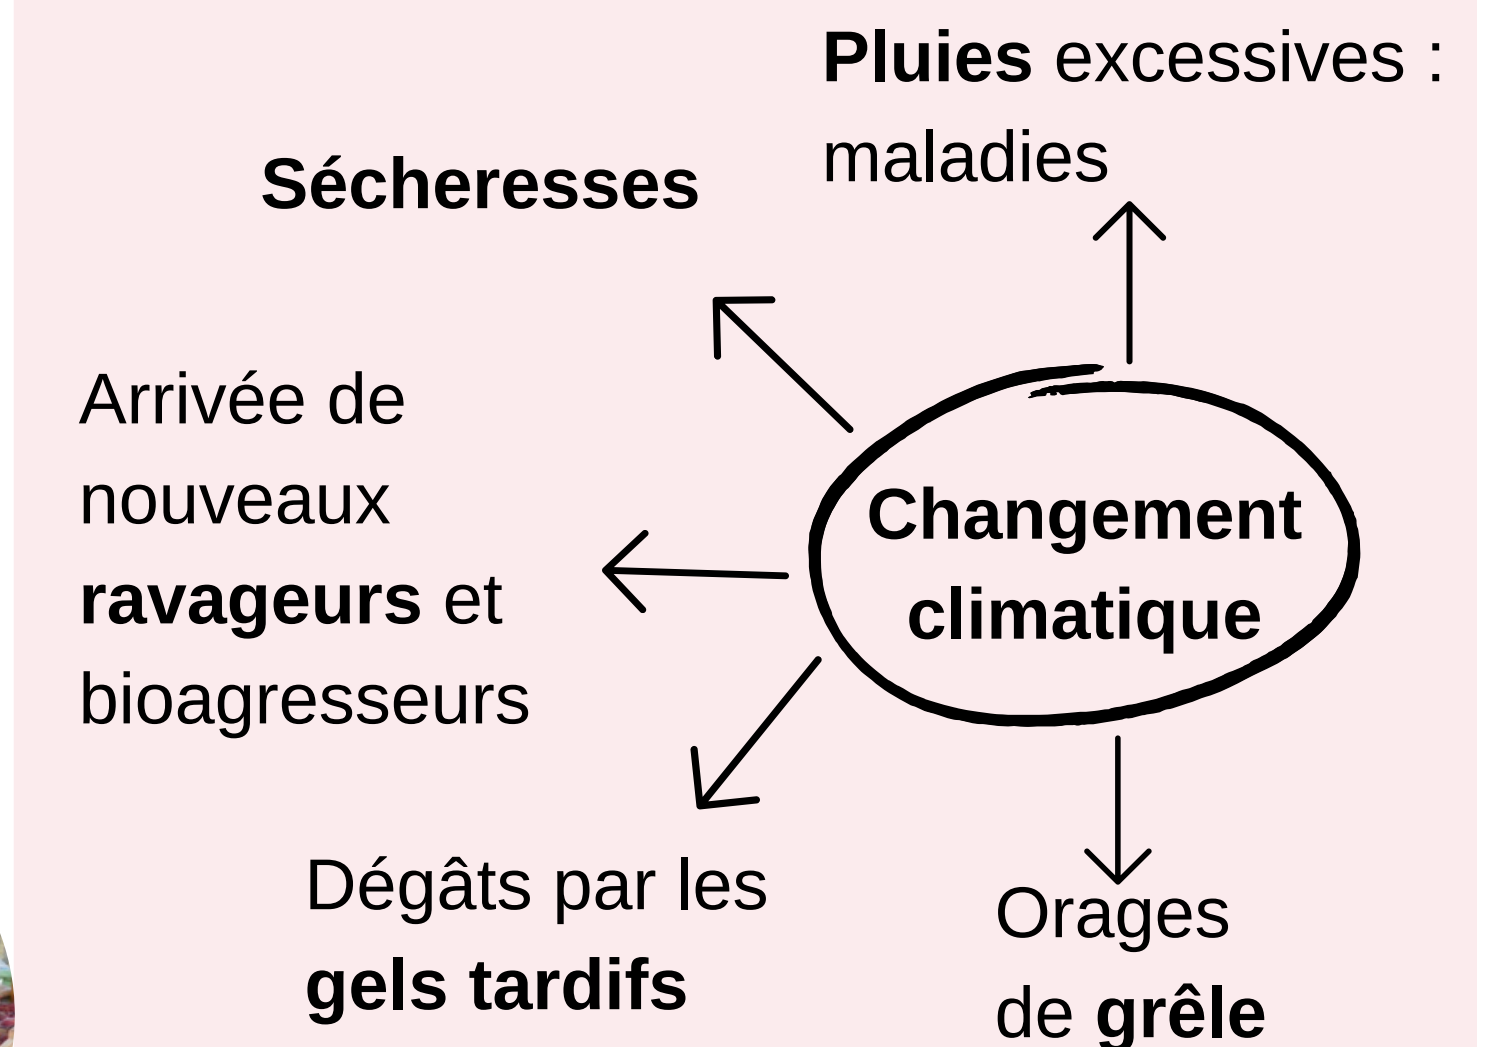 Pluies excessives :
maladies
Sécheresses
Arrivée de
nouveaux
ravageurs et
bioagresseurs
Changement
climatique
Dégâts par les
gels tardifs
Orages
de grêle